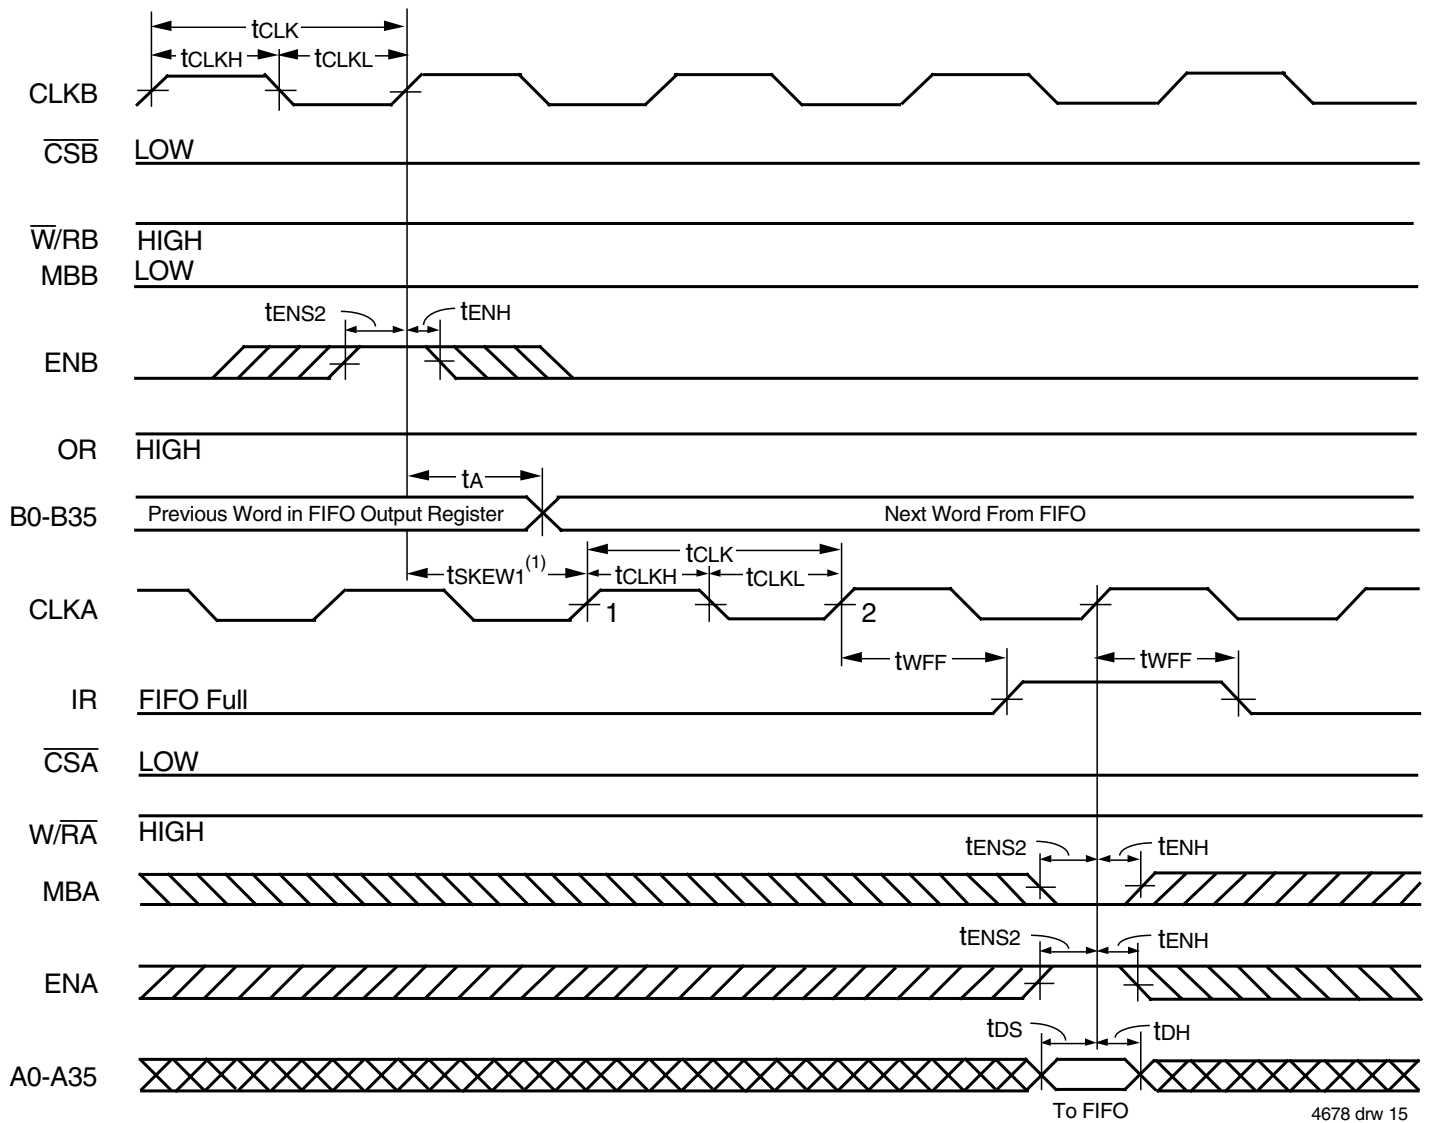 tCLK
tCLKH tCLKL
CLKB
CSB LOW
W/RB HIGH
MBB LOW
tENS2 tENH
ENB
OR HIGH
tA
B0-B35 Previous Word in FIFO Output Register Next Word From FIFO
tCLK
tSKEW1(1) tCLKH tCLKL
CLKA 1 2
tWFF tWFF
IR FIFO Full
CSA LOW
W/RA HIGH
tENS2 tENH
MBA
tENS2 tENH
ENA
tDS tDH
A0-A35
To FIFO
4678 drw 15